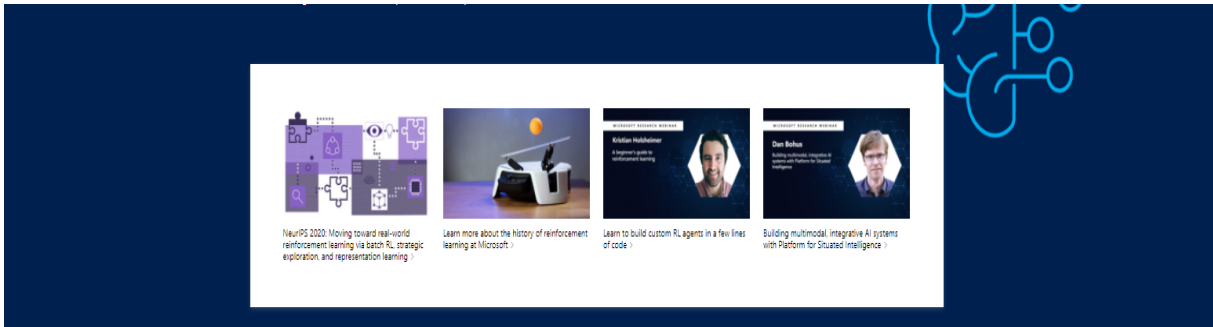 NeurIPS 2020: Moving toward real-world
reinforcement learning via batch RL, strategic
exploration, and representation learning >
Learn more about the history of reinforcement
learning at Microsoft >
MICROSOFT RESEARCH WEBINAR
Kristian Holsheimer
A beginner's guide to
reinforcement learning
Learn to build custom RL agents in a few lines
of code >
MICROSOFT RESEARCH WEBINAR
Dan Bohus
Building multimodal, integrative AI
systems with Platform for Situated
Intelligence
Building multimodal, integrative AI systems
with Platform for Situated Intelligence >